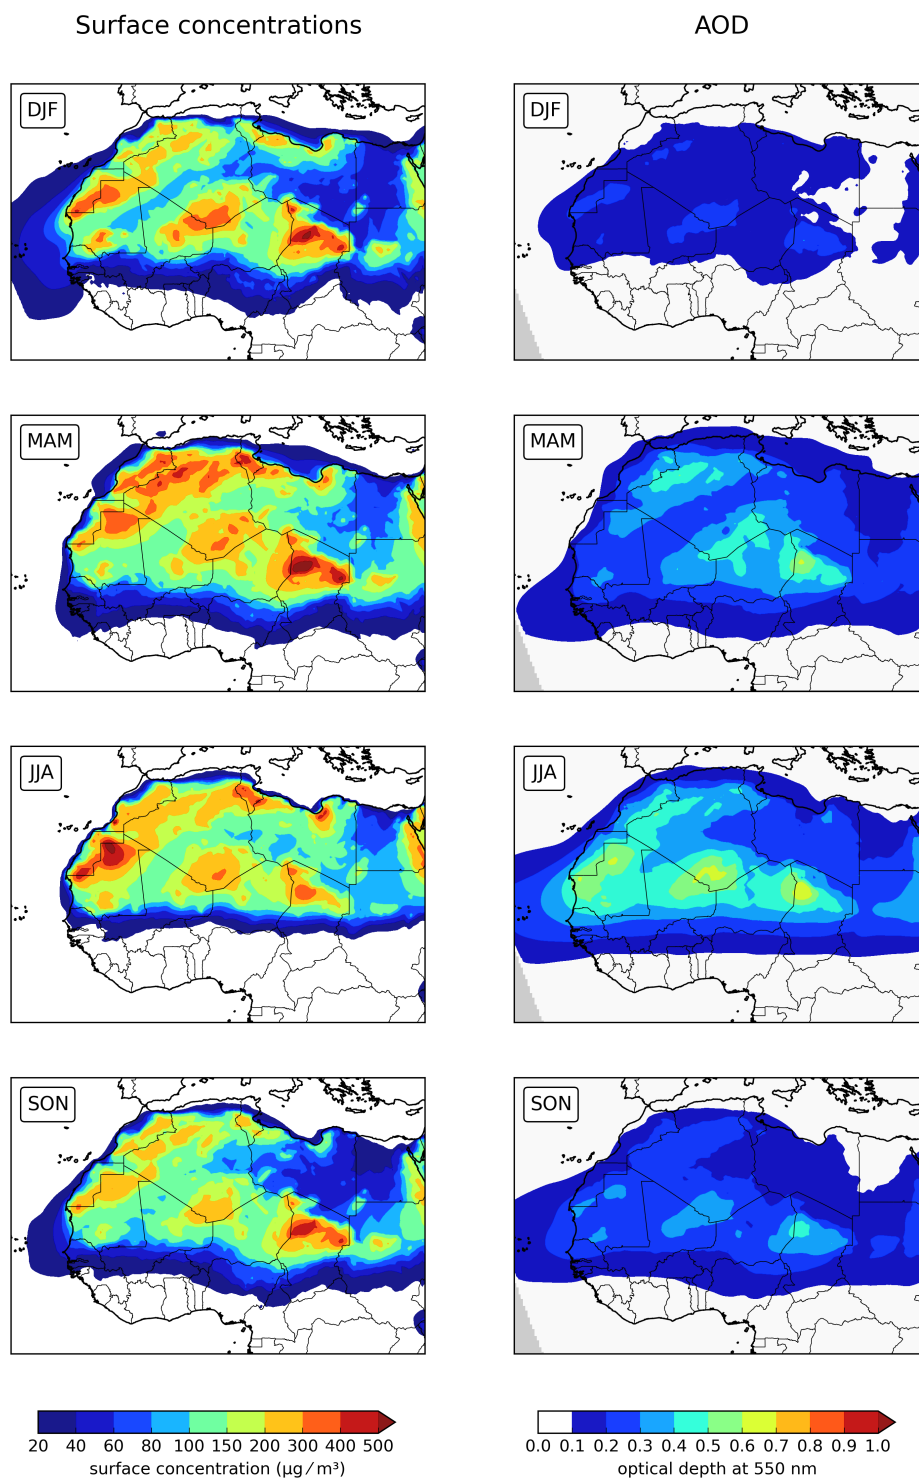 Surface concentrations
AOD
DJF
DJF
MAM
MAM
JJA
JJA
SON
SON
20 40 60 80 100 150 200 300 400 500
surface concentration (μg ∕ m³)
0.0 0.1 0.2 0.3 0.4 0.5 0.6 0.7 0.8 0.9 1.0
optical depth at 550 nm